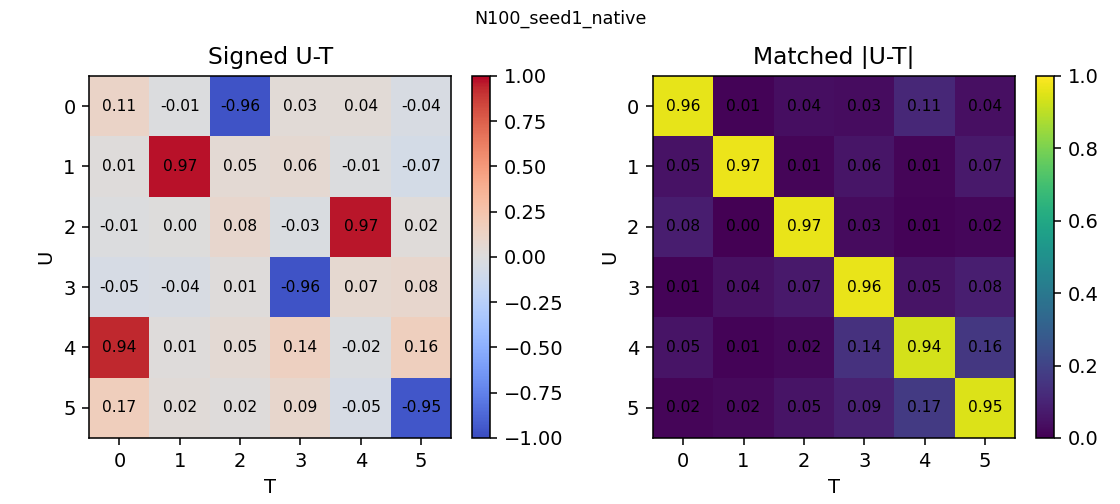 N100_seed1_native
Signed U-T
0 0.11 -0.01 -0.96 0.03 0.04 -0.04
1 0.01 0.97 0.05 0.06 -0.01 -0.07
2 -0.01 0.00 0.08 -0.03 0.97 0.02
3 -0.05 -0.04 0.01 -0.96 0.07 0.08
4 0.94 0.01 0.05 0.14 -0.02 0.16
5 0.17 0.02 0.02 0.09 -0.05 -0.95
0 1 2 3 4 5
U
T
1.00
0.75
0.50
0.25
0.00
−0.25
−0.50
−0.75
−1.00
Matched |U-T|
0 0.96 0.01 0.04 0.03 0.11 0.04
1 0.05 0.97 0.01 0.06 0.01 0.07
2 0.08 0.00 0.97 0.03 0.01 0.02
3 0.01 0.04 0.07 0.96 0.05 0.08
4 0.05 0.01 0.02 0.14 0.94 0.16
5 0.02 0.02 0.05 0.09 0.17 0.95
0 1 2 3 4 5
U
T
1.0
0.8
0.6
0.4
0.2
0.0